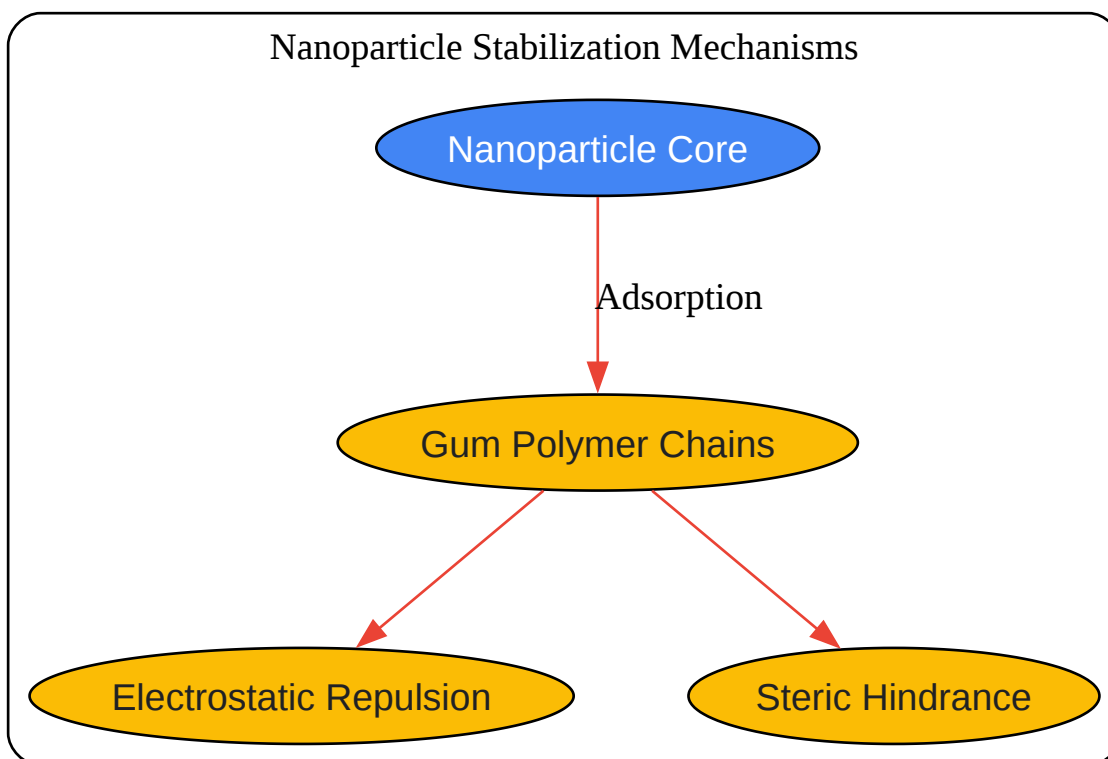 Nanoparticle Stabilization Mechanisms
Nanoparticle Core
Adsorption
Gum Polymer Chains
Electrostatic Repulsion
Steric Hindrance